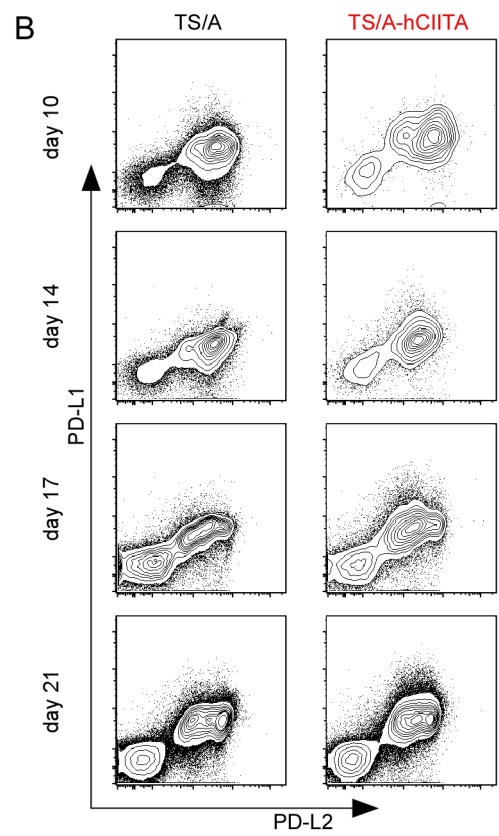 B
TS/A
TS/A-hCIITA
day 10
day 14
PD-L1
day 17
day 21
PD-L2